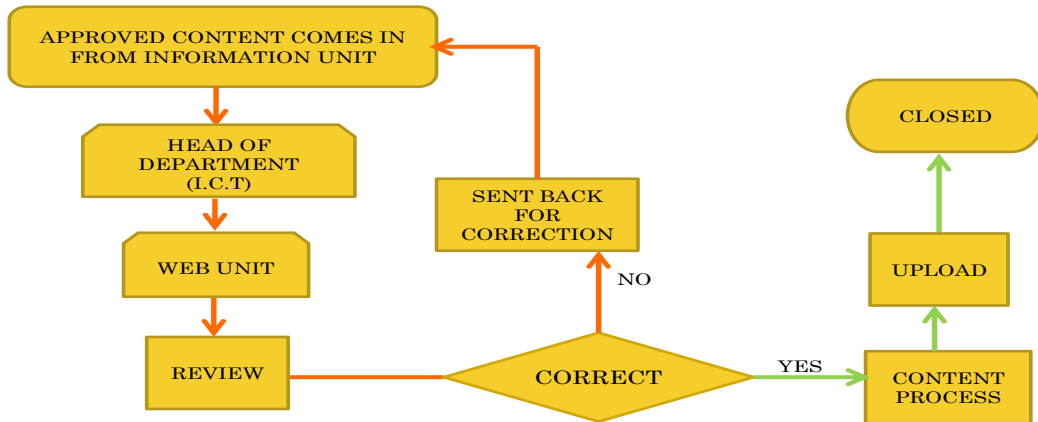 APPROVED CONTENT COMES IN
FROM INFORMATION UNIT
HEAD OF
DEPARTMENT
(I.C.T)
WEB UNIT
REVIEW
CORRECT
NO
SENT BACK
FOR
CORRECTION
YES
CONTENT
PROCESS
UPLOAD
CLOSED